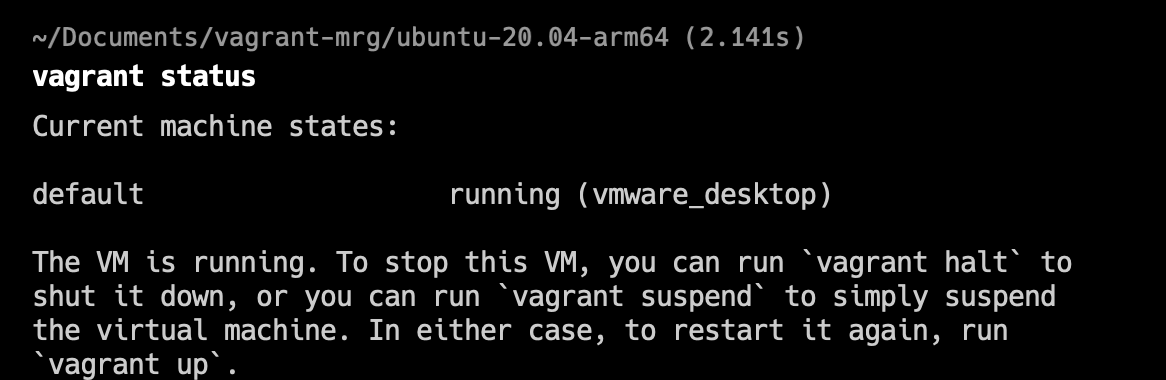 ~/Documents/vagrant-mrg/ubuntu-20.04-arm64 (2.141s)
vagrant status
Current machine states:
default                   running (vmware_desktop)
The VM is running. To stop this VM, you can run `vagrant halt` to
shut it down, or you can run `vagrant suspend` to simply suspend
the virtual machine. In either case, to restart it again, run
`vagrant up`.